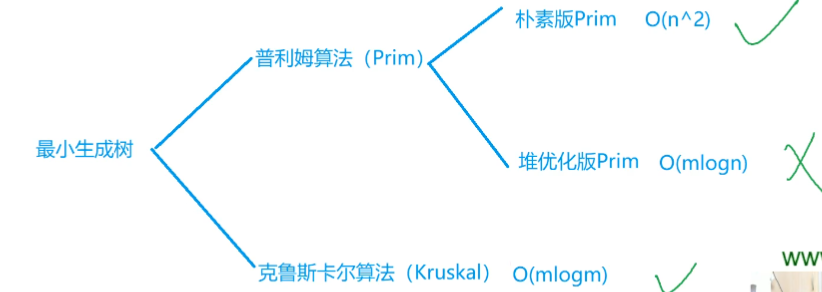 朴素版Prim O(n^2)
普利姆算法（Prim）
最小生成树
堆优化版Prim O(mlogn)
www
克鲁斯卡尔算法（Kruskal） O(mlogm)